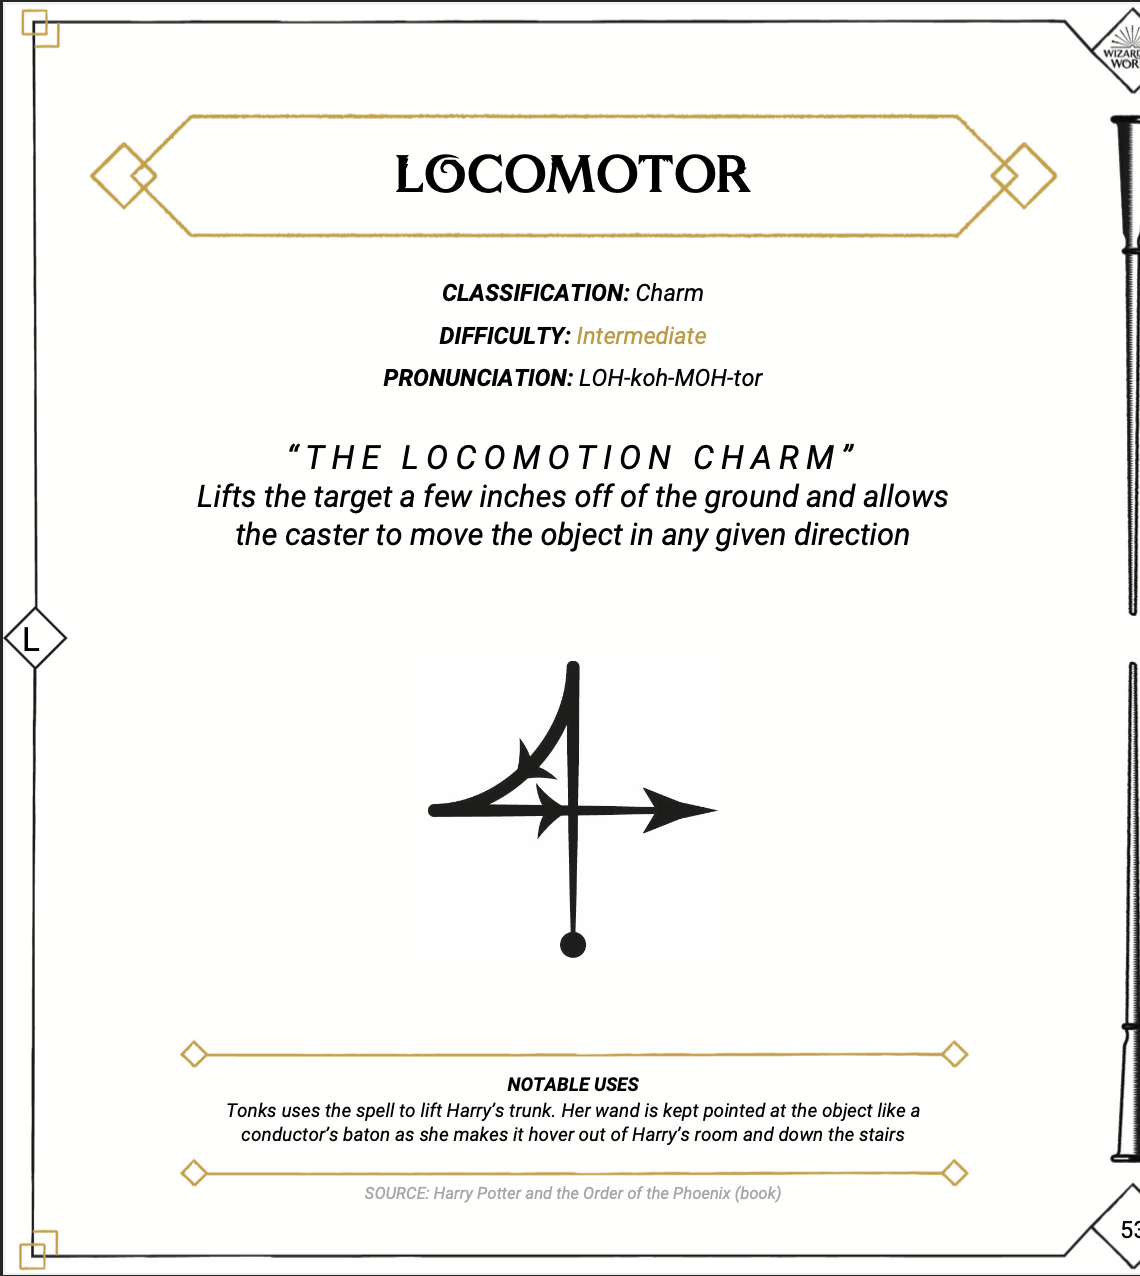 LOCOMOTOR
CLASSIFICATION: Charm
DIFFICULTY: Intermediate
PRONUNCIATION: LOH-koh-MOH-tor
“THE LOCOMOTION CHARM”
Lifts the target a few inches off of the ground and allows
the caster to move the object in any given direction
L
NOTABLE USES
Tonks uses the spell to lift Harry’s trunk. Her wand is kept pointed at the object like a
conductor’s baton as she makes it hover out of Harry’s room and down the stairs
SOURCE: Harry Potter and the Order of the Phoenix (book)